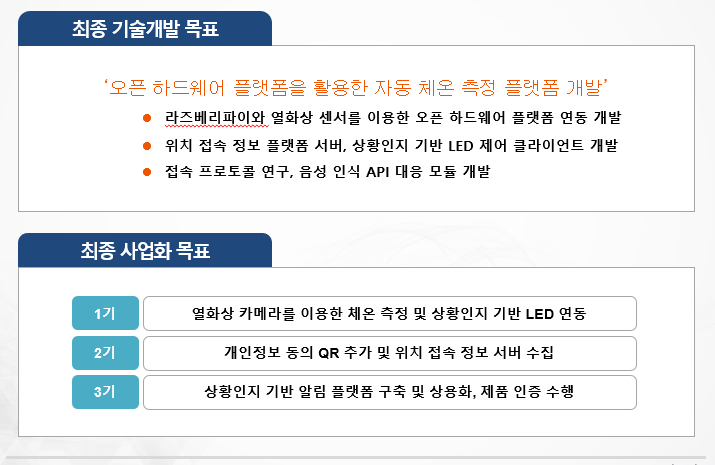 최종 기술개발 목표
‘오픈 하드웨어 플랫폼을 활용한 자동 체온 측정 플랫폼 개발’
라즈베리파이와 열화상 센서를 이용한 오픈 하드웨어 플랫폼 연동 개발
위치 접속 정보 플랫폼 서버, 상황인지 기반 LED 제어 클라이언트 개발
접속 프로토콜 연구, 음성 인식 API 대응 모듈 개발
최종 사업화 목표
1기 열화상 카메라를 이용한 체온 측정 및 상황인지 기반 LED 연동
2기 개인정보 동의 QR 추가 및 위치 접속 정보 서버 수집
3기 상황인지 기반 알림 플랫폼 구축 및 상용화, 제품 인증 수행